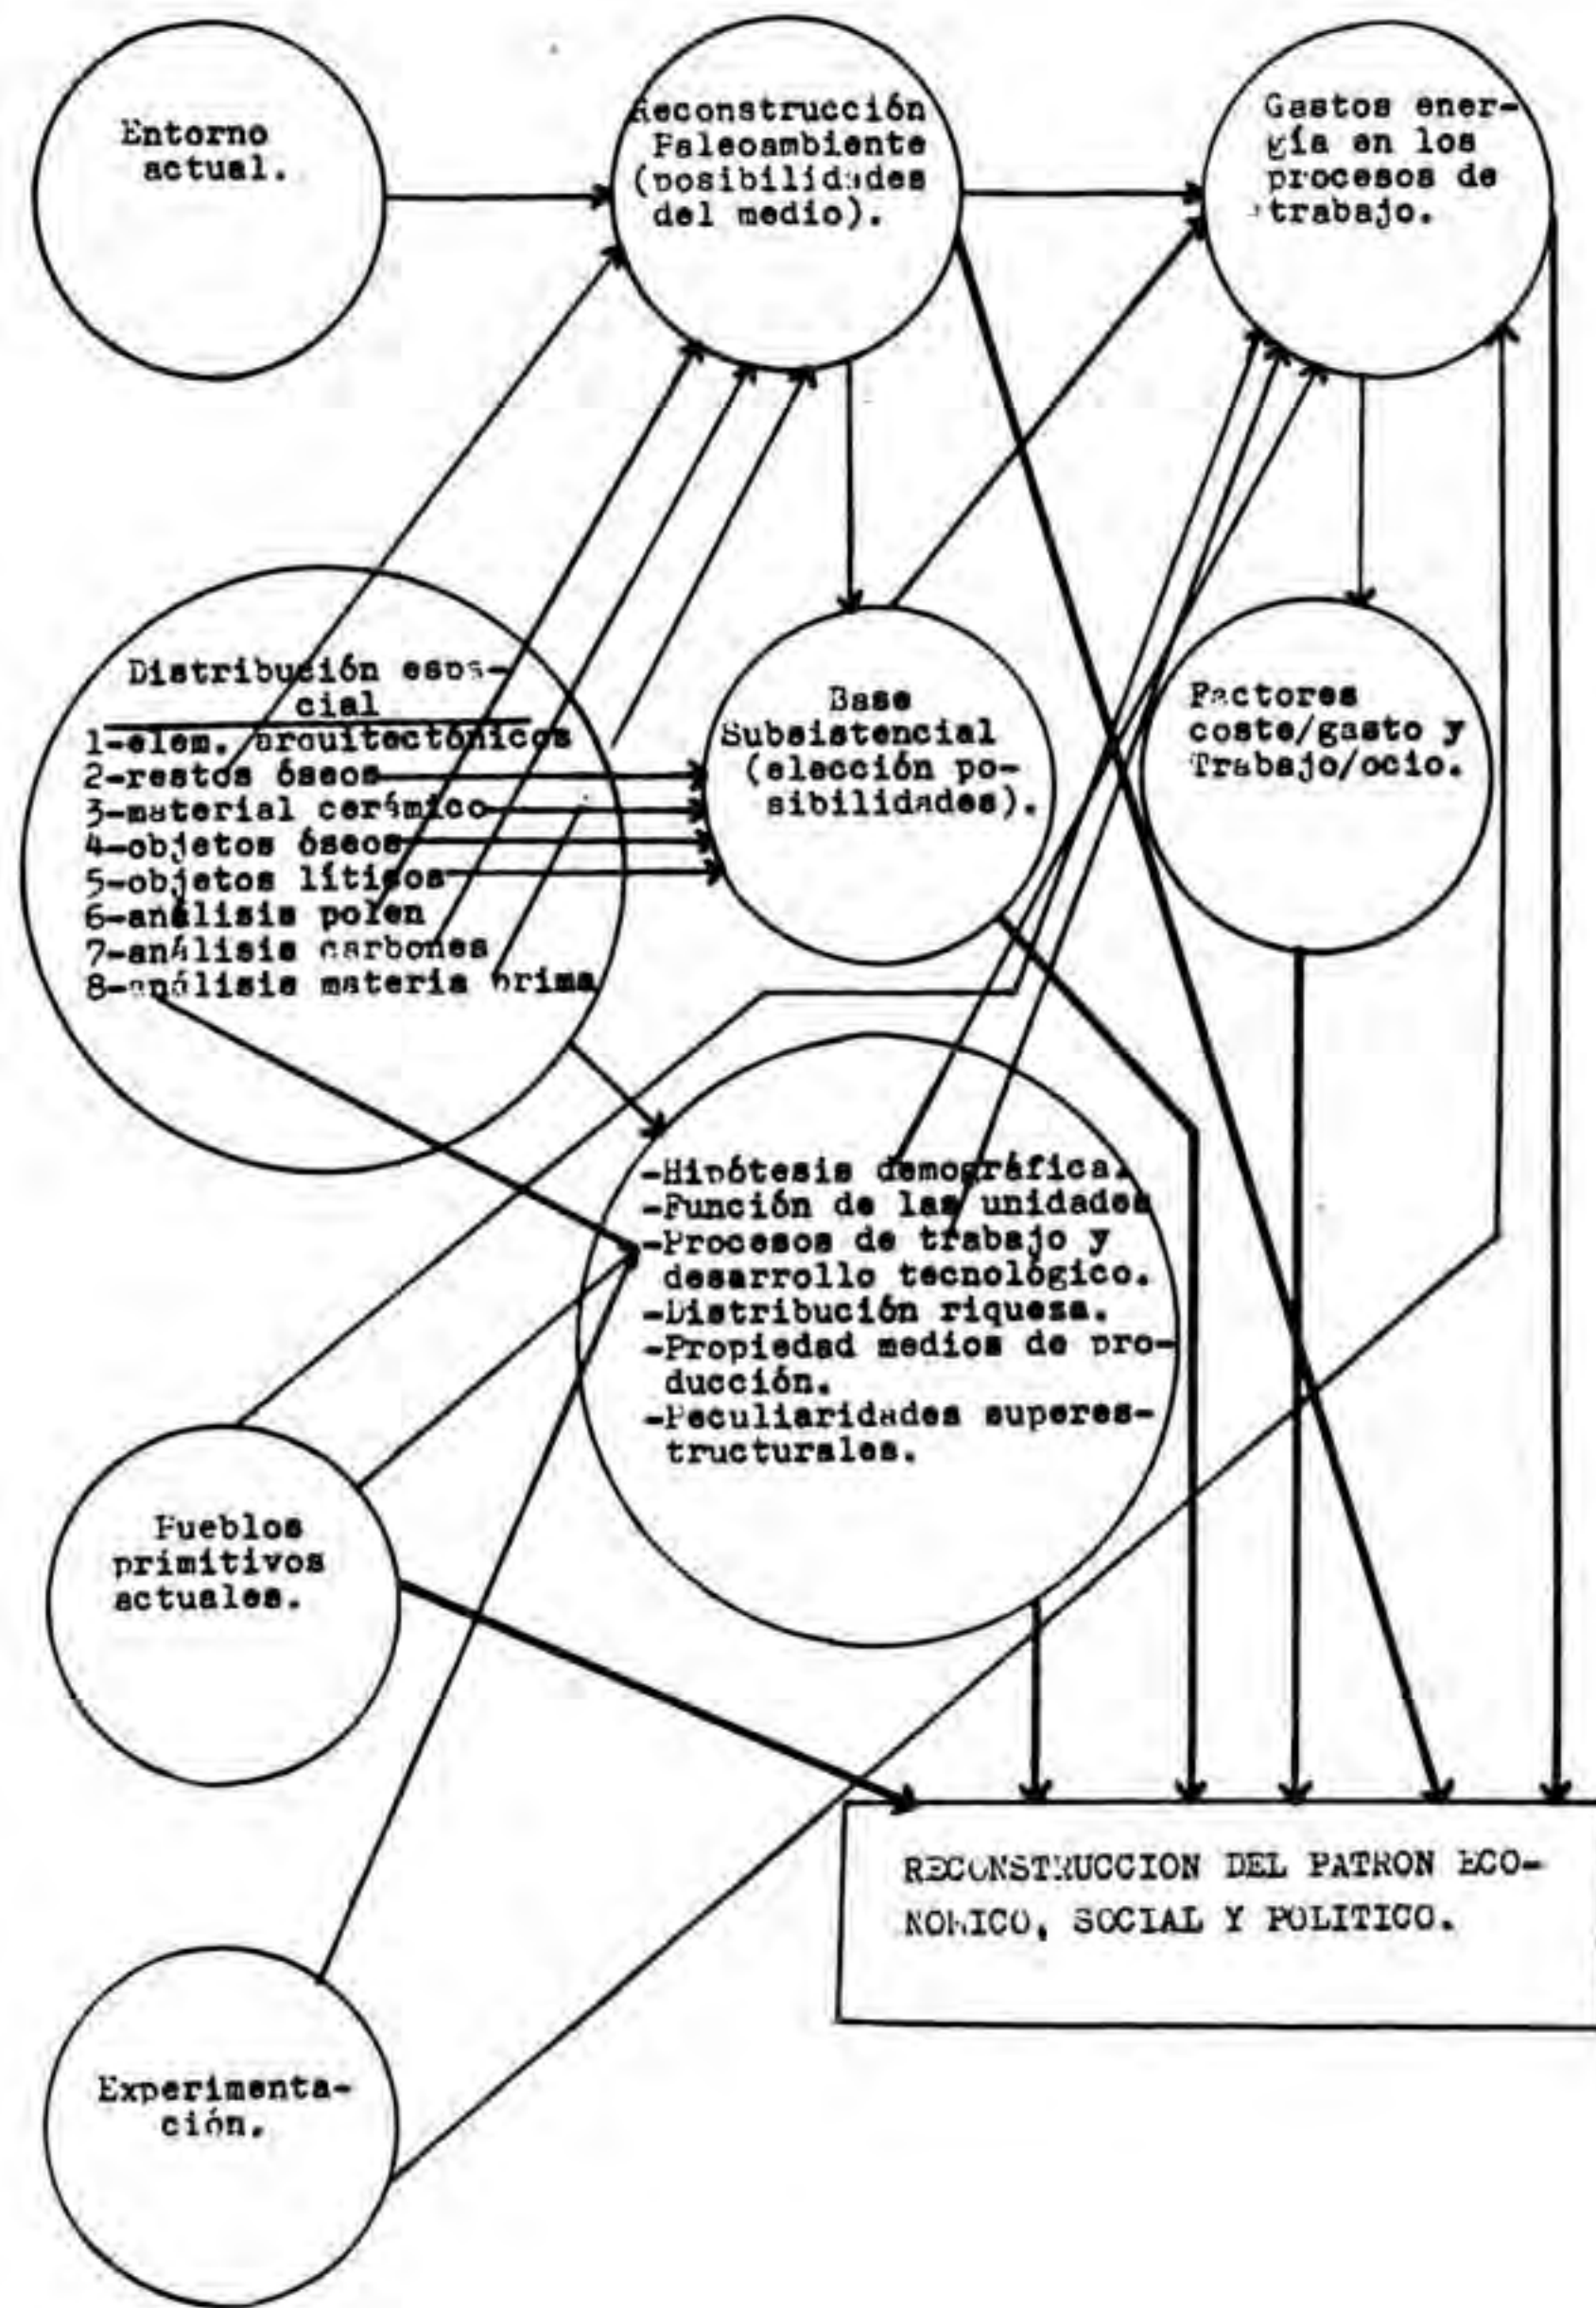 Entorno
actual.
Reconstrucción
Paleoambiente
(posibilidades
del medio).
Gastos ener-
gía en los
procesos de
trabajo.
Distribución espa-
cial
1-elem. arquitectónicos
2-restos óseos
3-material cerámico
4-objetos óseos
5-objetos líticos
6-análisis polen
7-análisis carbones
8-análisis materia prima
Base
Subsistencial
(elección po-
sibilidades).
Factores
coste/gasto y
Trabajo/ocio.
-Hipótesis demográfica.
-Función de las unidades
-Procesos de trabajo y
desarrollo tecnológico.
-Distribución riquesa.
-Propiedad medios de pro-
ducción.
-Peculiaridades superes-
tructurales.
Pueblos
primitivos
actuales.
RECONSTRUCCION DEL PATRON ECO-
NOMICO, SOCIAL Y POLITICO.
Experimenta-
ción.